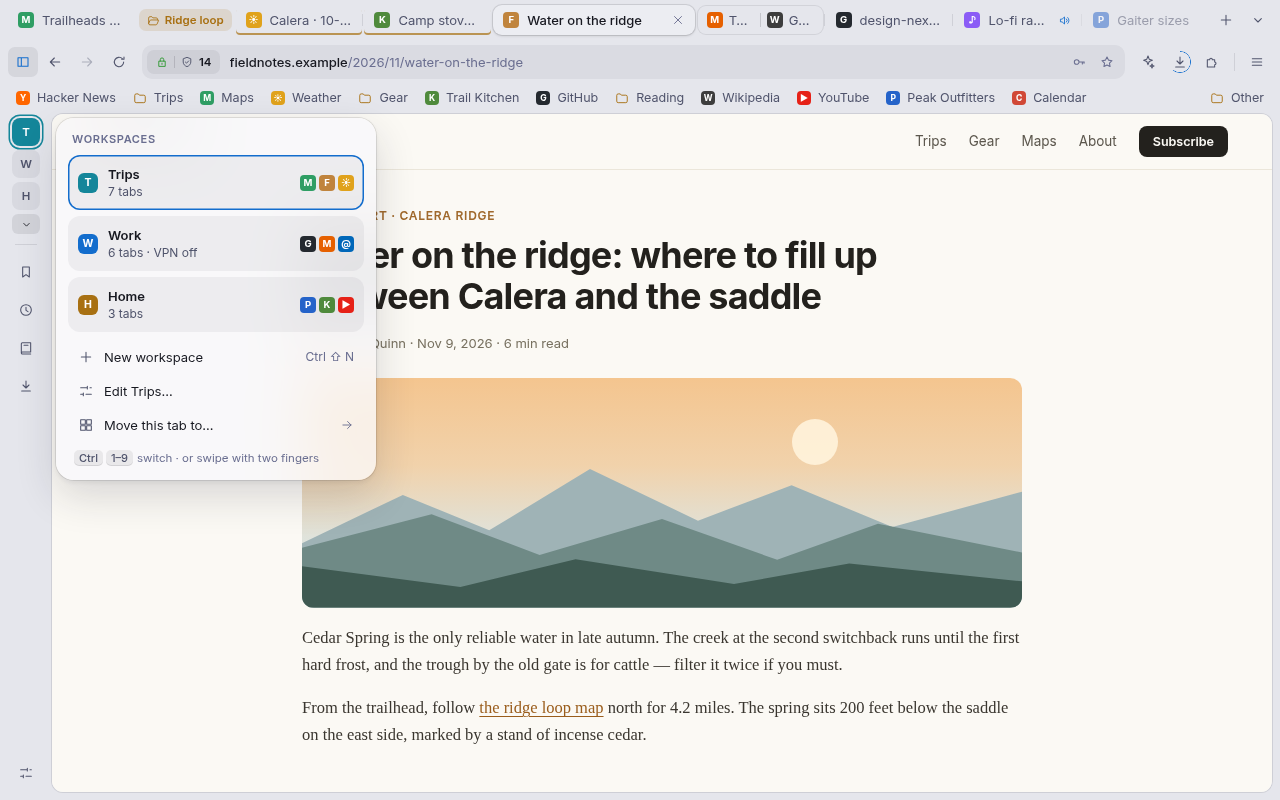 M Trailheads ...
Ridge loop
Calera · 10-...
K Camp stov...
F Water on the ridge
M T...
W G...
G design-nex...
Lo-fi ra...
P Gaiter sizes
14
fieldnotes.example/2026/11/water-on-the-ridge
Y Hacker News
Trips
M Maps
Weather
Gear
K Trail Kitchen
G GitHub
Reading
W Wikipedia
YouTube
P Peak Outfitters
C Calendar
Other
T
W
H
WORKSPACES
T Trips
7 tabs
M F
W Work
6 tabs · VPN off
G M @
H Home
3 tabs
P K
New workspace Ctrl ⇧ N
Edit Trips...
Move this tab to...
Ctrl 1–9 switch · or swipe with two fingers
Trips Gear Maps About Subscribe
RT · CALERA RIDGE
er on the ridge: where to fill up
ween Calera and the saddle
Quinn · Nov 9, 2026 · 6 min read
Cedar Spring is the only reliable water in late autumn. The creek at the second switchback runs until the first
hard frost, and the trough by the old gate is for cattle — filter it twice if you must.
From the trailhead, follow the ridge loop map north for 4.2 miles. The spring sits 200 feet below the saddle
on the east side, marked by a stand of incense cedar.